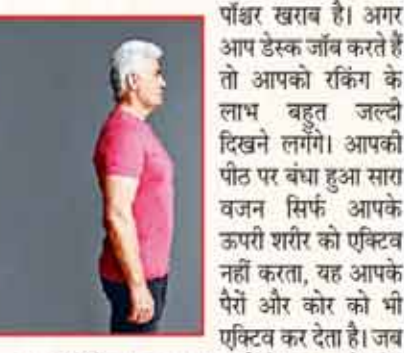 पॉश्चर खराब है। अगर
आप डेस्क जॉब करते हैं
तो आपको रकिंग के
लाभ बहुत जल्दी
दिखने लगेंगे। आपकी
पीठ पर बंधा हुआ सारा
वजन सिर्फ आपके
ऊपरी शरीर को एक्टिव
नहीं करता, यह आपके
पैरों और कोर को भी
एक्टिव कर देता है। जब